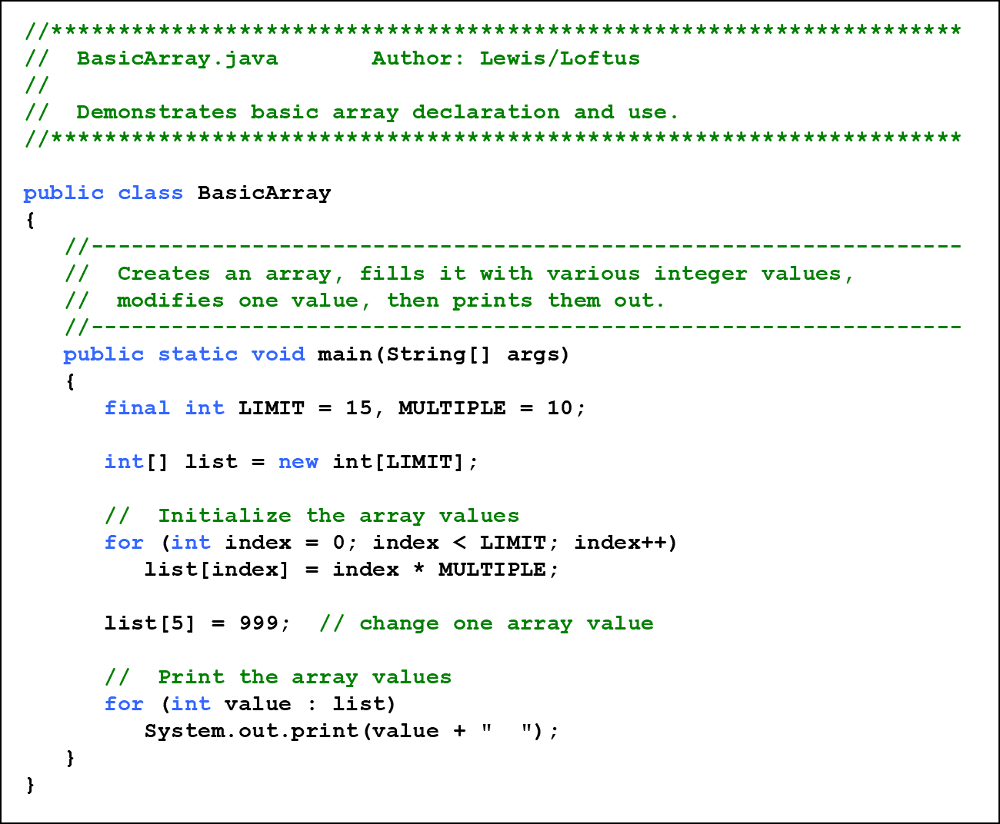 //********************************************************************
//  BasicArray.java       Author: Lewis/Loftus
//
//  Demonstrates basic array declaration and use.
//********************************************************************
public class BasicArray
{
   //-----------------------------------------------------------------
   //  Creates an array, fills it with various integer values,
   //  modifies one value, then prints them out.
   //-----------------------------------------------------------------
   public static void main(String[] args)
   {
      final int LIMIT = 15, MULTIPLE = 10;
      int[] list = new int[LIMIT];
      //  Initialize the array values
      for (int index = 0; index < LIMIT; index++)
         list[index] = index * MULTIPLE;
      list[5] = 999;  // change one array value
      //  Print the array values
      for (int value : list)
         System.out.print(value + "  ");
   }
}